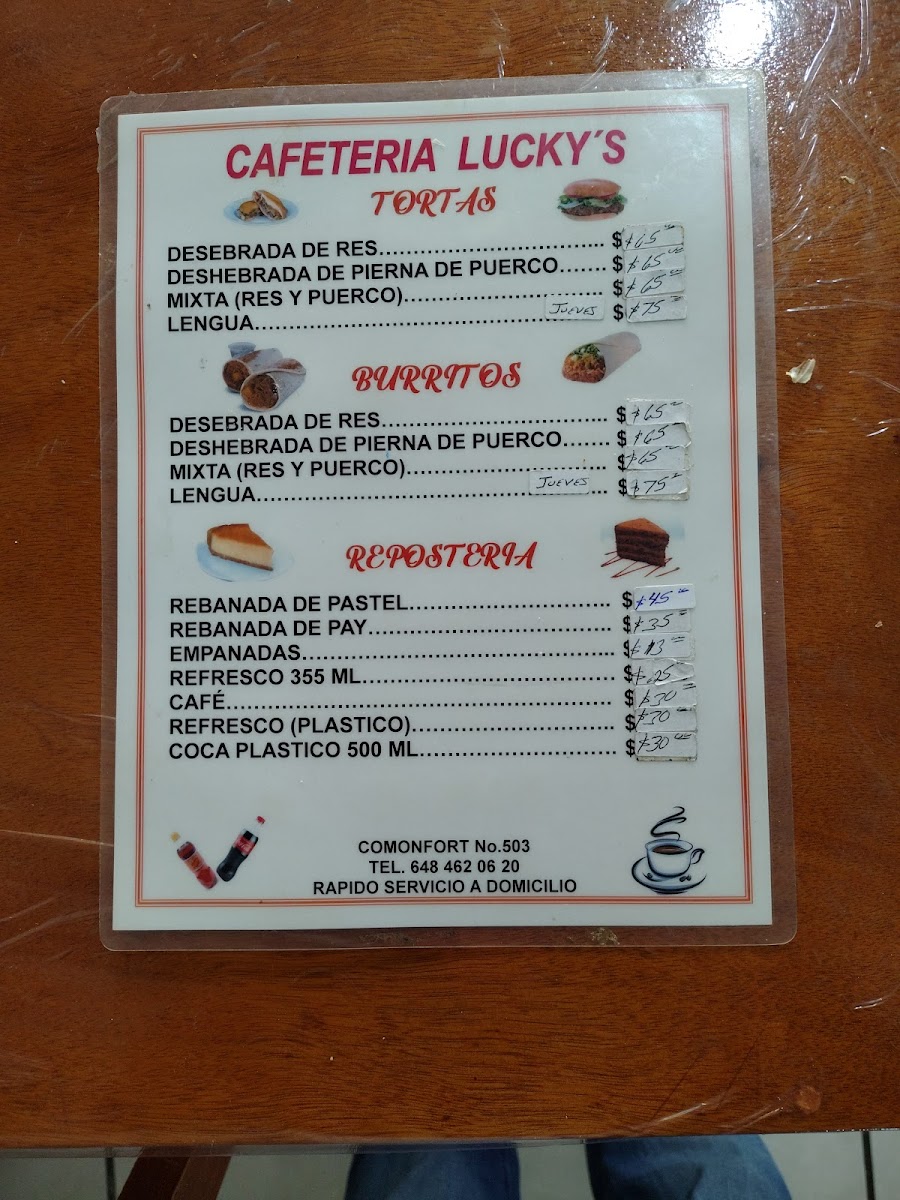 CAFETERIA LUCKY´S
TORTAS
DESEBRADA DE RES.................................. $ $65
DESHEBRADA DE PIERNA DE PUERCO....... $ $65
MIXTA (RES Y PUERCO).............................. $ $65
LENGUA................................................ JUEVES $ $75
BURRITOS
DESEBRADA DE RES.................................. $ $65
DESHEBRADA DE PIERNA DE PUERCO....... $ $65
MIXTA (RES Y PUERCO).............................. $ $65
LENGUA.................................................... JUEVES $ $75
REPOSTERIA
REBANADA DE PASTEL.............................. $ $45
REBANADA DE PAY..................................... $ $35
EMPANADAS............................................... $ $13
REFRESCO 355 ML...................................... $ $25
CAFÉ.......................................................... $ $30
REFRESCO (PLASTICO)............................... $ $30
COCA PLASTICO 500 ML............................. $ $30
COMONFORT No.503
TEL. 648 462 06 20
RAPIDO SERVICIO A DOMICILIO